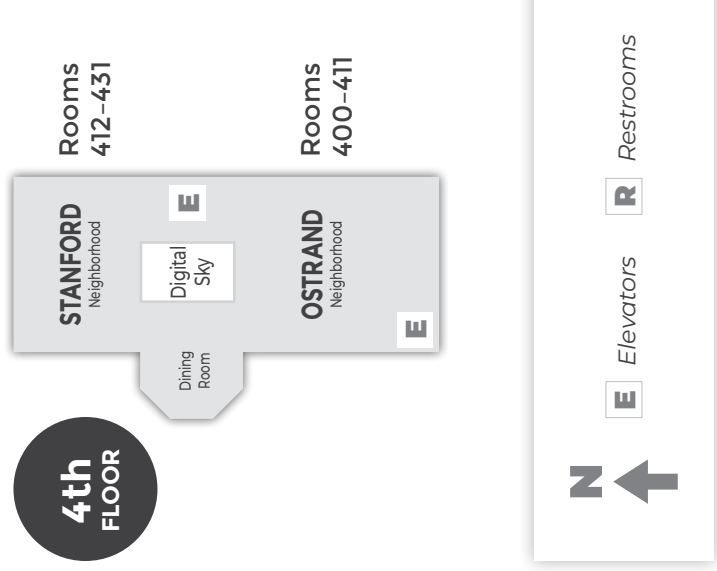 4th
FLOOR
STANFORD
Neighborhood
Rooms
412–431
E
Digital
Sky
Dining
Room
OSTRAND
Neighborhood
Rooms
400–411
E
N
E Elevators
R Restrooms